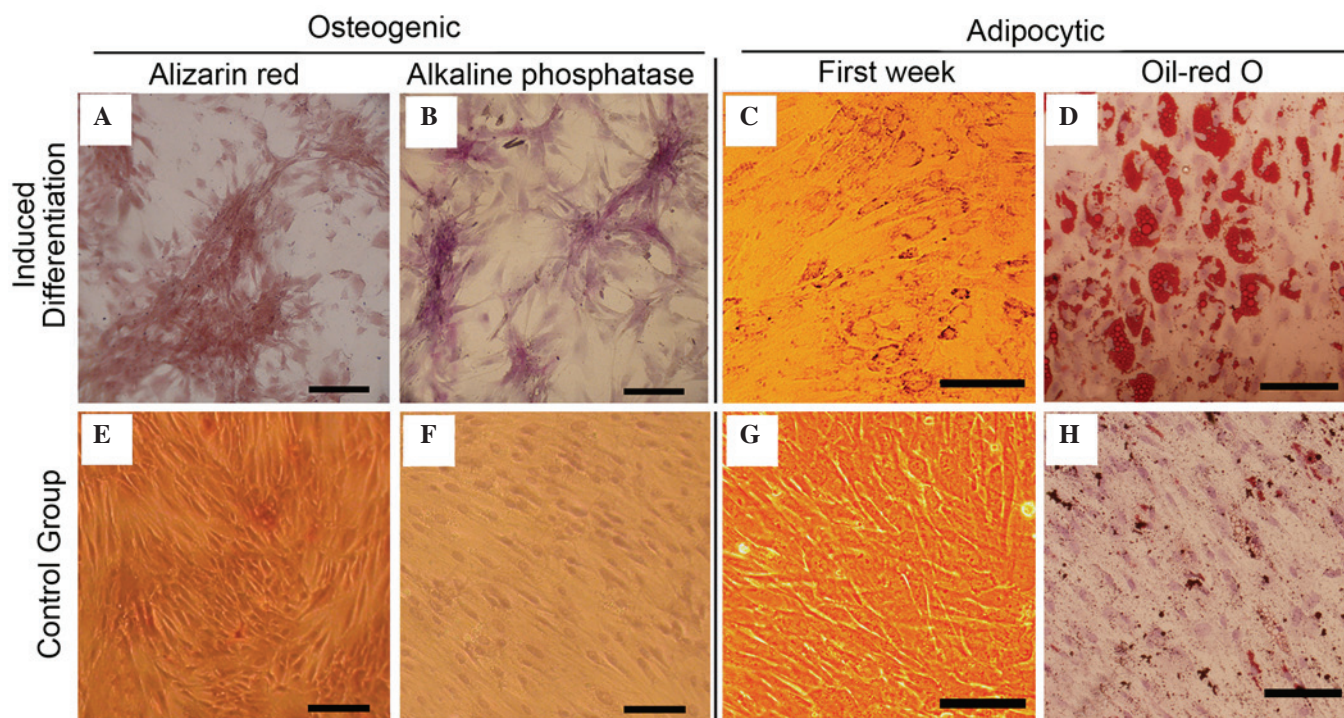 Osteogenic
Adipocytic
Alizarin red
Alkaline phosphatase
First week
Oil-red O
Induced
Differentiation
A
B
C
D
Control Group
E
F
G
H